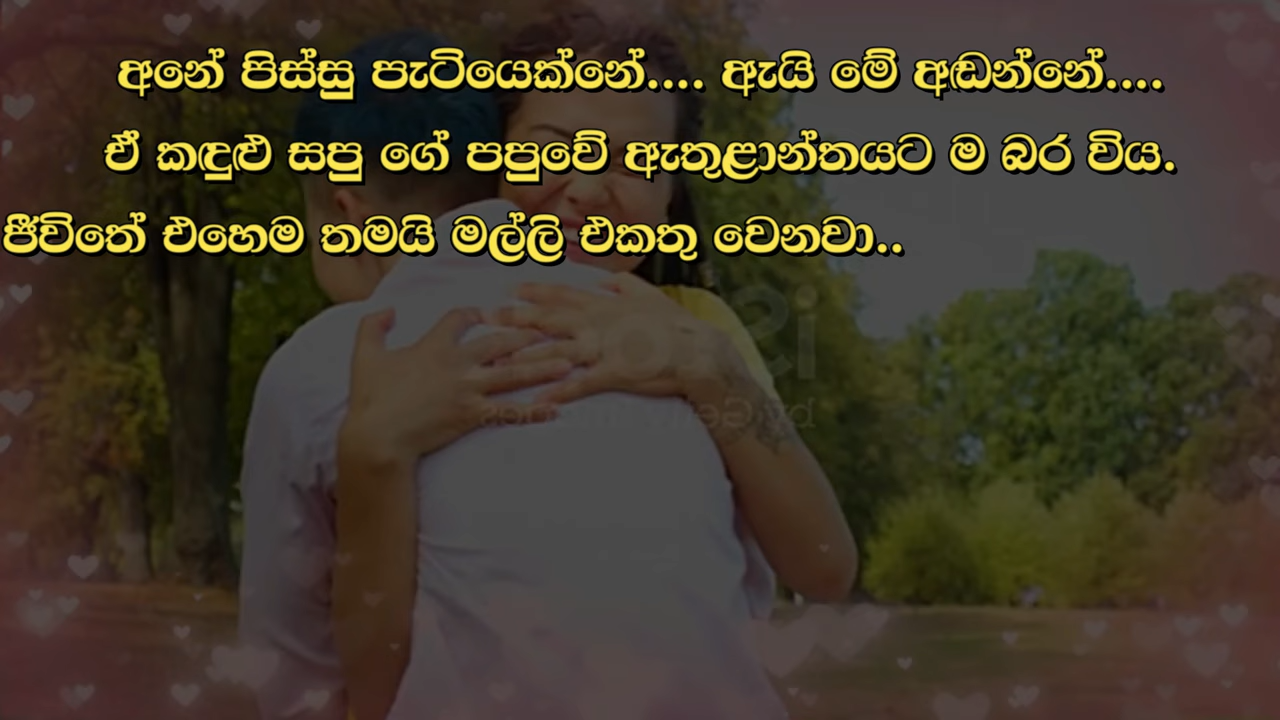 අනේ පිස්සු පැටියෙක්නේ.... ඇයි මේ අඬන්නේ....
ඒ කඳුළු සපු ගේ පපුවේ ඇතුළාන්තයට ම බර විය.
ජීවිතේ එහෙම තමයි මල්ලි එකතු වෙනවා..